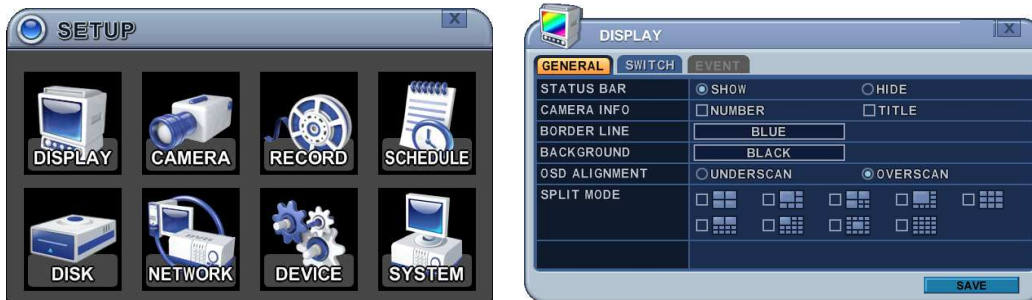 SETUP
X
DISPLAY CAMERA RECORD SCHEDULE
DISK NETWORK DEVICE SYSTEM
DISPLAY
X
GENERAL SWITCH EVENT
STATUS BAR SHOW HIDE
CAMERA INFO NUMBER TITLE
BORDER LINE BLUE
BACKGROUND BLACK
OSD ALIGNMENT UNDERSCAN OVERSCAN
SPLIT MODE
SAVE